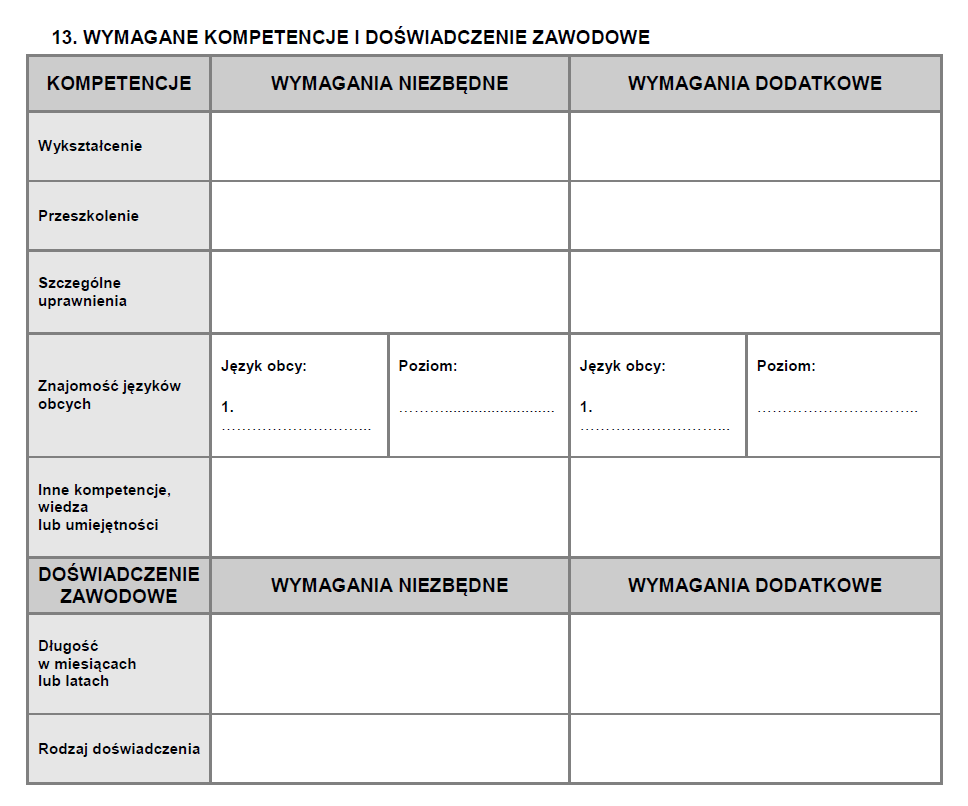 13. WYMAGANE KOMPETENCJE I DOŚWIADCZENIE ZAWODOWE
KOMPETENCJE WYMAGANIA NIEZBĘDNE WYMAGANIA DODATKOWE
Wykształcenie
Przeszkolenie
Szczególne
uprawnienia
Znajomość języków
obcych
Język obcy:
1.
………………………...
Poziom:
………...........................
Język obcy:
1.
………………………...
Poziom:
…………………………..
Inne kompetencje,
wiedza
lub umiejętności
DOŚWIADCZENIE
ZAWODOWE
WYMAGANIA NIEZBĘDNE WYMAGANIA DODATKOWE
Długość
w miesiącach
lub latach
Rodzaj doświadczenia